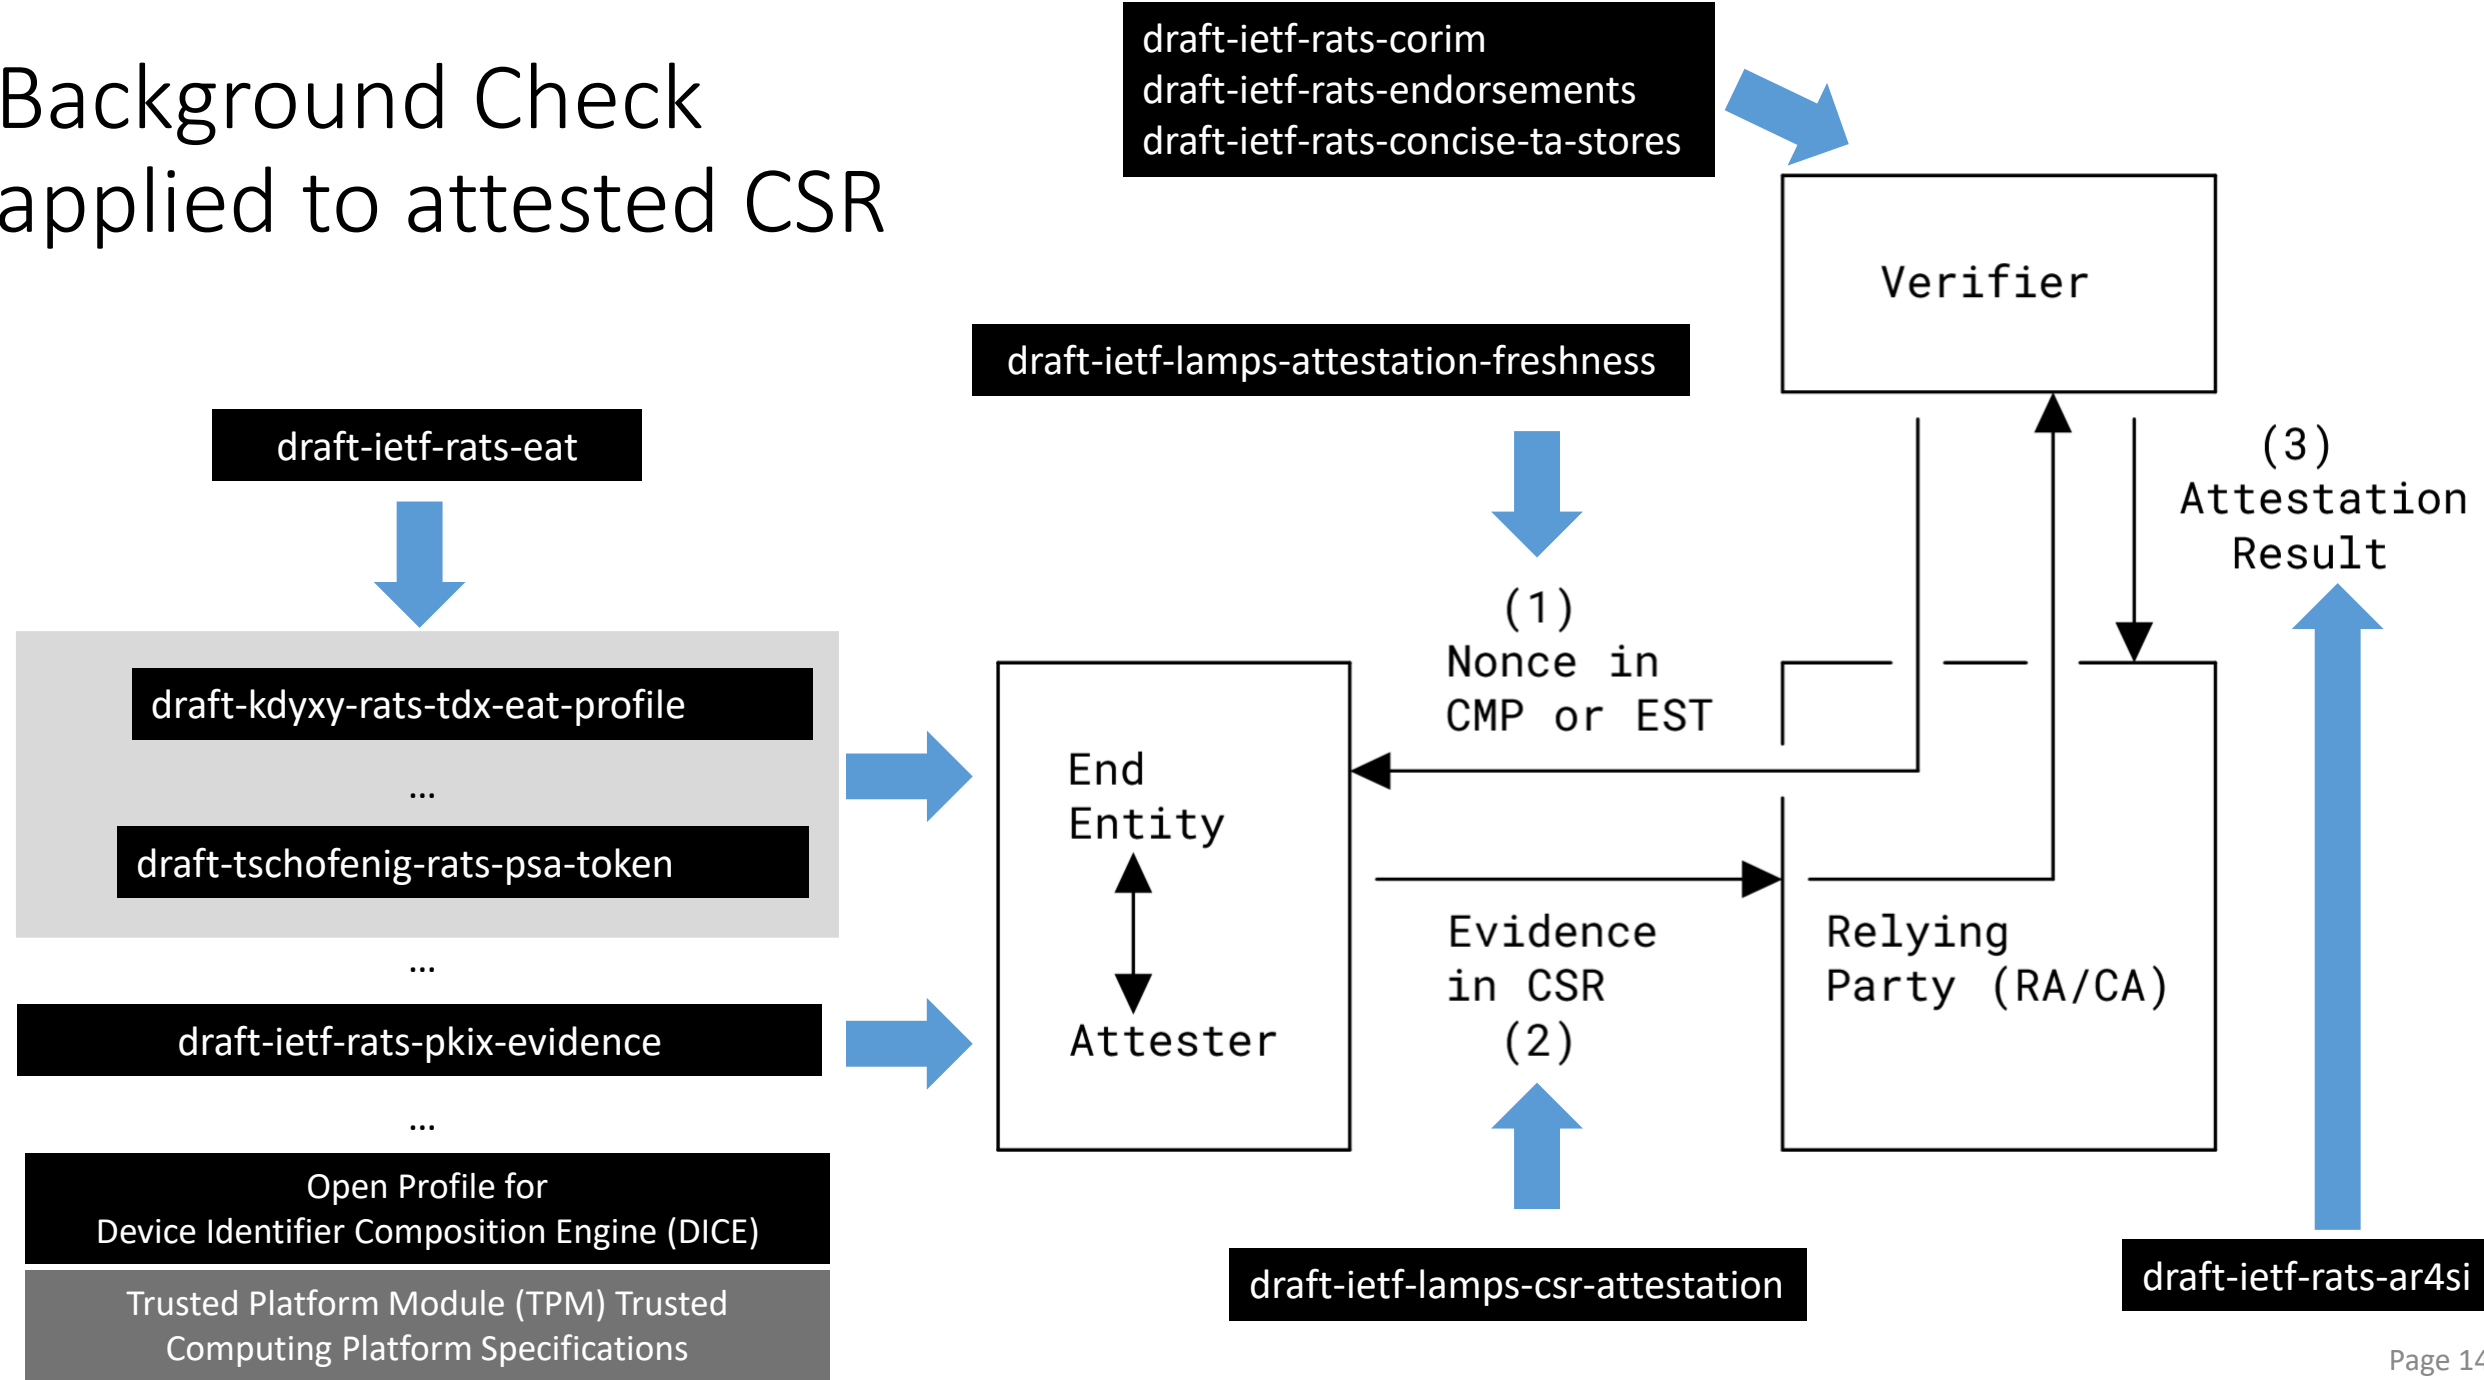 Background Check
applied to attested CSR
draft-ietf-rats-corim
draft-ietf-rats-endorsements
draft-ietf-rats-concise-ta-stores
Verifier
draft-ietf-lamps-attestation-freshness
draft-ietf-rats-eat
(3)
Attestation
Result
(1)
Nonce in
CMP or EST
draft-kdyxy-rats-tdx-eat-profile
...
draft-tschofenig-rats-psa-token
...
draft-ietf-rats-pkix-evidence
...
Open Profile for
Device Identifier Composition Engine (DICE)
Trusted Platform Module (TPM) Trusted
Computing Platform Specifications
End
Entity
Attester
Evidence
in CSR
(2)
Relying
Party (RA/CA)
draft-ietf-lamps-csr-attestation
draft-ietf-rats-ar4si
Page 14